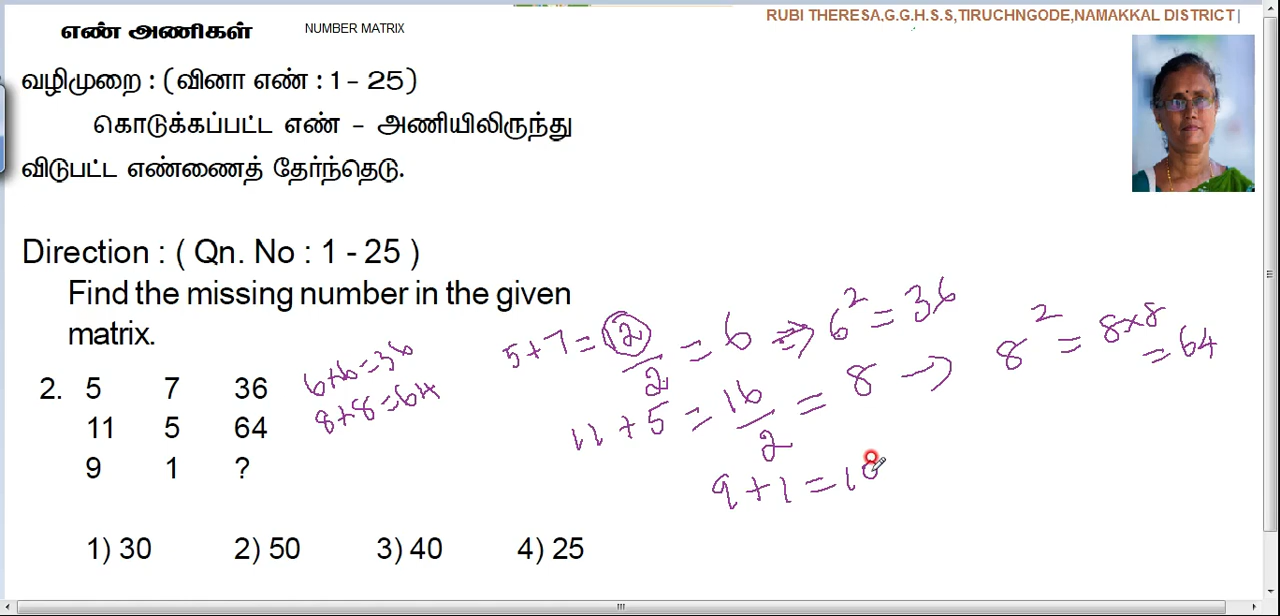 RUBI THERESA,G.G.H.S.S,TIRUCHNGODE,NAMAKKAL DISTRICT
எண் அணிகள் NUMBER MATRIX
வழிமுறை : (வினா எண் : 1 – 25)
கொடுக்கப்பட்ட எண் – அணியிலிருந்து
விடுபட்ட எண்ணைத் தேர்ந்தெடு.
Direction : ( Qn. No : 1 - 25 )
Find the missing number in the given
matrix.
2. 5 7 36
11 5 64
9 1 ?
1) 30 2) 50 3) 40 4) 25
6+6=36
8+8=64
5+7= 12/2 = 6 ⇒ 6² = 36
11+5 = 16/2 = 8 → 8² = 8×8
= 64
9+1=10